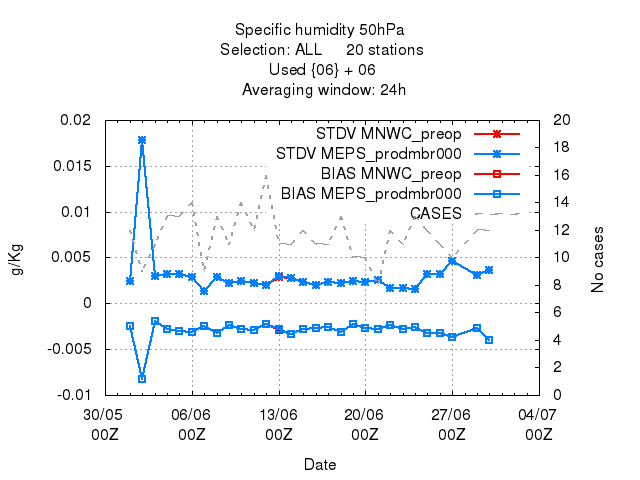 Specific humidity 50hPa
Selection: ALL 20 stations
Used {06} + 06
Averaging window: 24h
0.02
0.015
0.01
0.005
0
-0.005
-0.01
g/Kg
STDV MNWC_preop
STDV MEPS_prodmbr000
BIAS MNWC_preop
BIAS MEPS_prodmbr000
CASES
20
18
16
14
12
10
8
6
4
2
0
No cases
30/05 06/06 13/06 20/06 27/06 04/07
00Z 00Z 00Z 00Z 00Z 00Z
Date